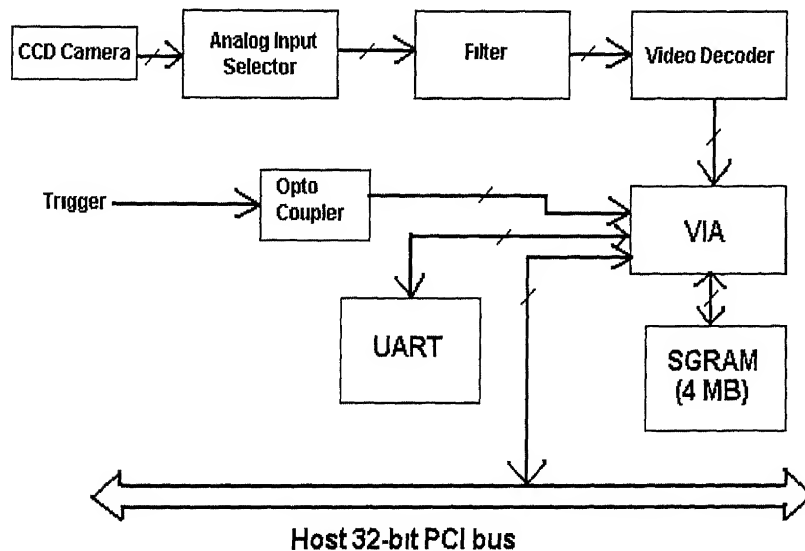 CCD Camera
Analog Input
Selector
Filter
Video Decoder
Trigger
Opto
Coupler
VIA
UART
SGRAM
(4 MB)
Host 32-bit PCI bus